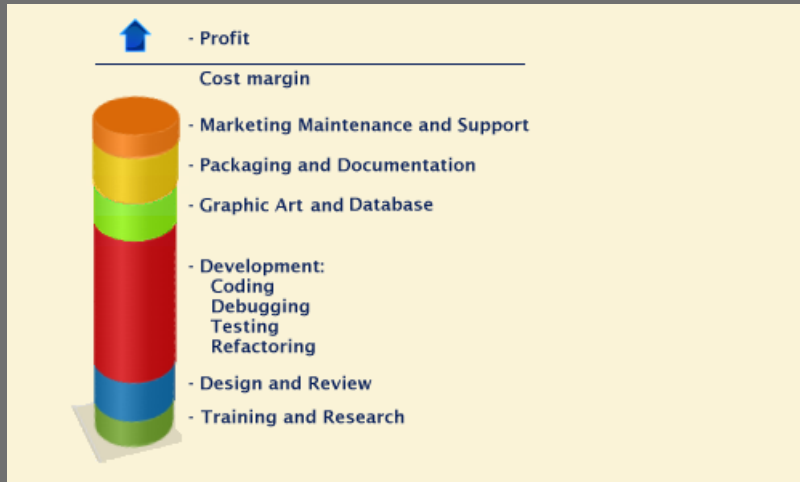 - Profit
Cost margin
- Marketing Maintenance and Support
- Packaging and Documentation
- Graphic Art and Database
- Development:
Coding
Debugging
Testing
Refactoring
- Design and Review
- Training and Research